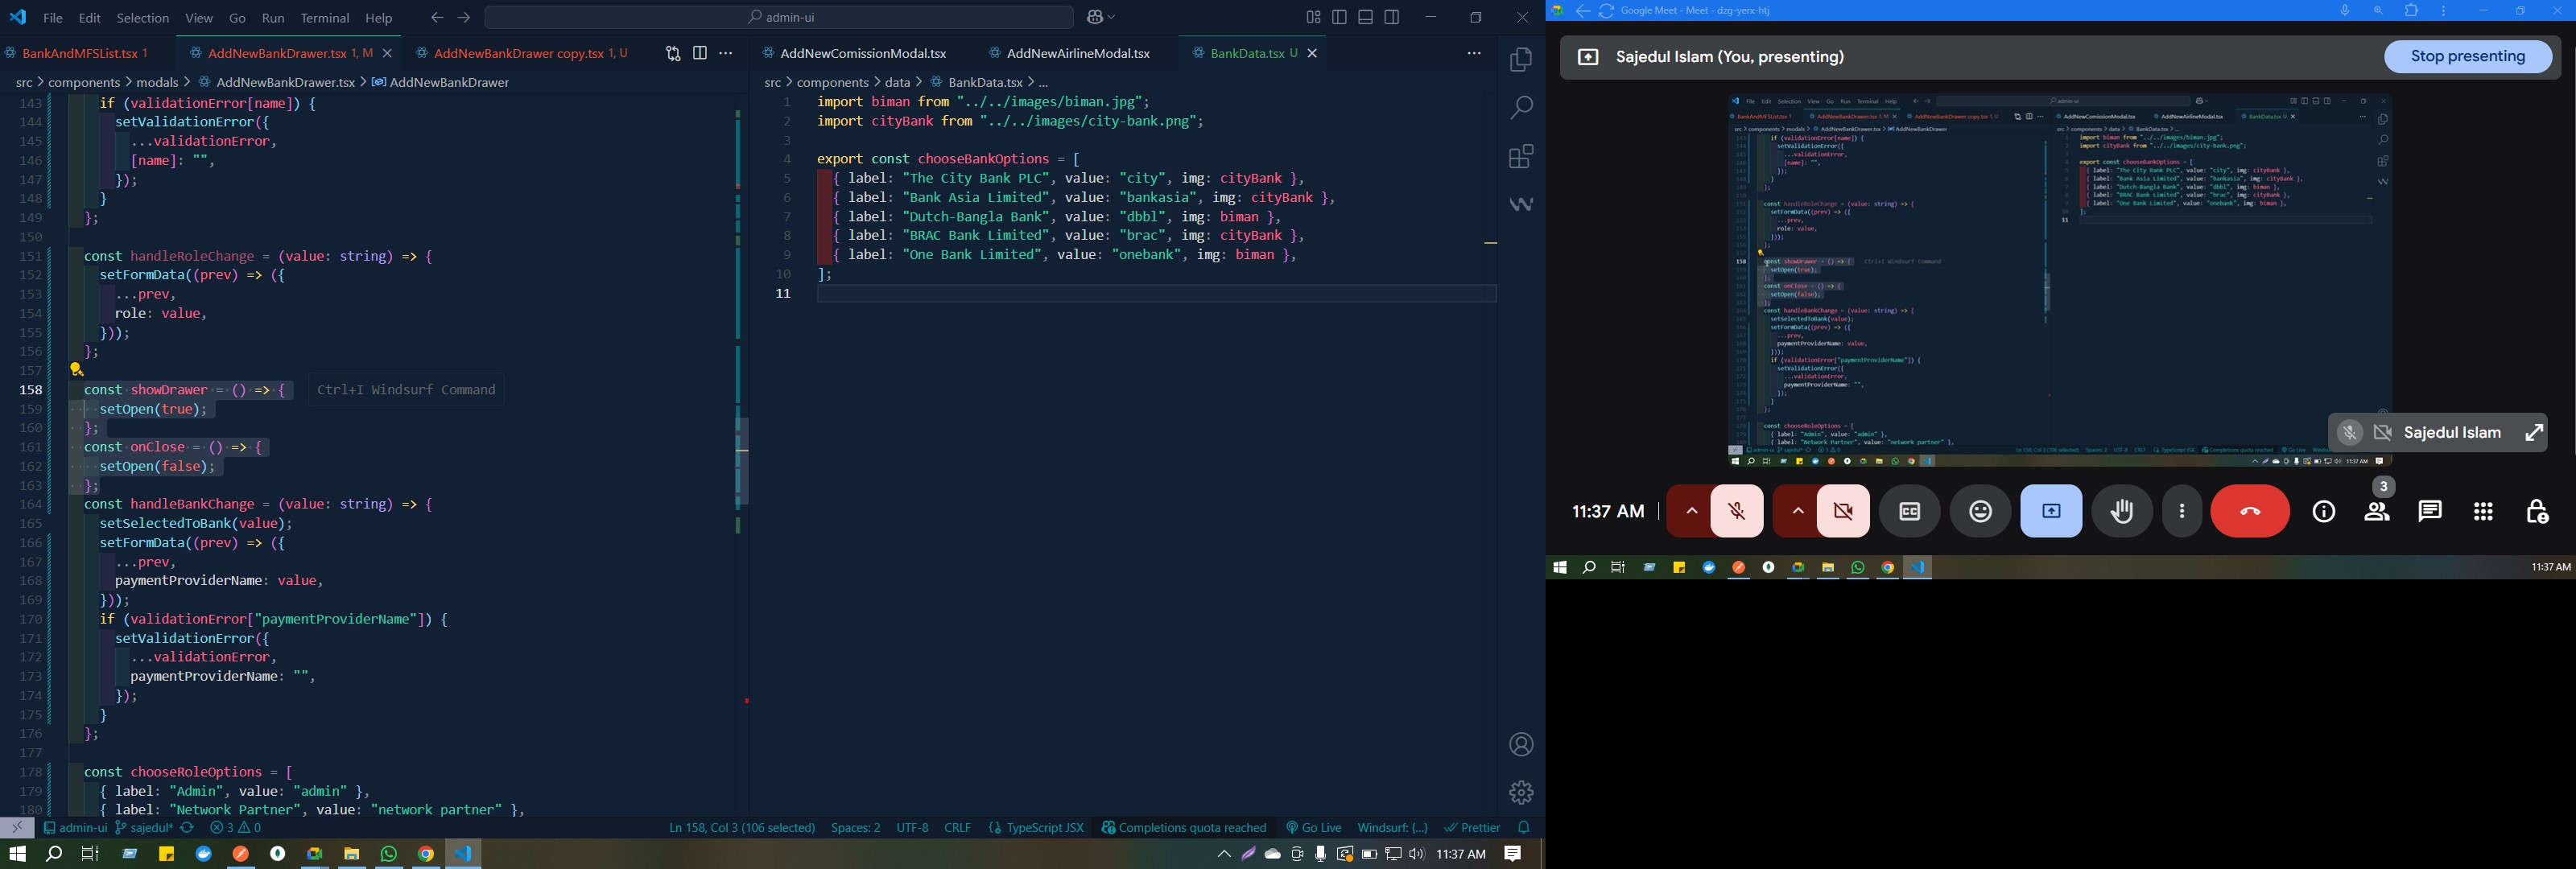 File Edit Selection View Go Run Terminal Help
admin-ui
BankAndMFSList.tsx 1
AddNewBankDrawer.tsx 1, M
AddNewBankDrawer copy.tsx 1, U
src > components > modals > AddNewBankDrawer.tsx > AddNewBankDrawer
143 if (validationError[name]) {
144 setValidationError({
145 ...validationError,
146 [name]: "",
147 });
148 }
149 };
150
151 const handleRoleChange = (value: string) => {
152 setFormData((prev) => ({
153 ...prev,
154 role: value,
155 }));
156 };
157
158 const showDrawer = () => { Ctrl+I Windsurf Command
159 setOpen(true);
160 };
161 const onClose = () => {
162 setOpen(false);
163 };
164 const handleBankChange = (value: string) => {
165 setSelectedToBank(value);
166 setFormData((prev) => ({
167 ...prev,
168 paymentProviderName: value,
169 }));
170 if (validationError["paymentProviderName"]) {
171 setValidationError({
172 ...validationError,
173 paymentProviderName: "",
174 });
175 }
176 };
177
178 const chooseRoleOptions = [
179 { label: "Admin", value: "admin" },
180 { label: "Network Partner", value: "network partner" },
AddNewComissionModal.tsx
AddNewAirlineModal.tsx
BankData.tsx U
src > components > data > BankData.tsx > ...
1 import biman from "../../images/biman.jpg";
2 import cityBank from "../../images/city-bank.png";
3
4 export const chooseBankOptions = [
5 { label: "The City Bank PLC", value: "city", img: cityBank },
6 { label: "Bank Asia Limited", value: "bankasia", img: cityBank },
7 { label: "Dutch-Bangla Bank", value: "dbbl", img: biman },
8 { label: "BRAC Bank Limited", value: "brac", img: cityBank },
9 { label: "One Bank Limited", value: "onebank", img: biman },
10 ];
11
admin-ui sajedul* 3 0
Ln 158, Col 3 (106 selected) Spaces: 2 UTF-8 CRLF TypeScript JSX Completions quota reached Go Live Windsurf: {...} Prettier
11:37 AM
Google Meet - Meet - dzg-yerx-htj
Sajedul Islam (You, presenting)
Stop presenting
Sajedul Islam
11:37 AM
CC
3
11:37 AM